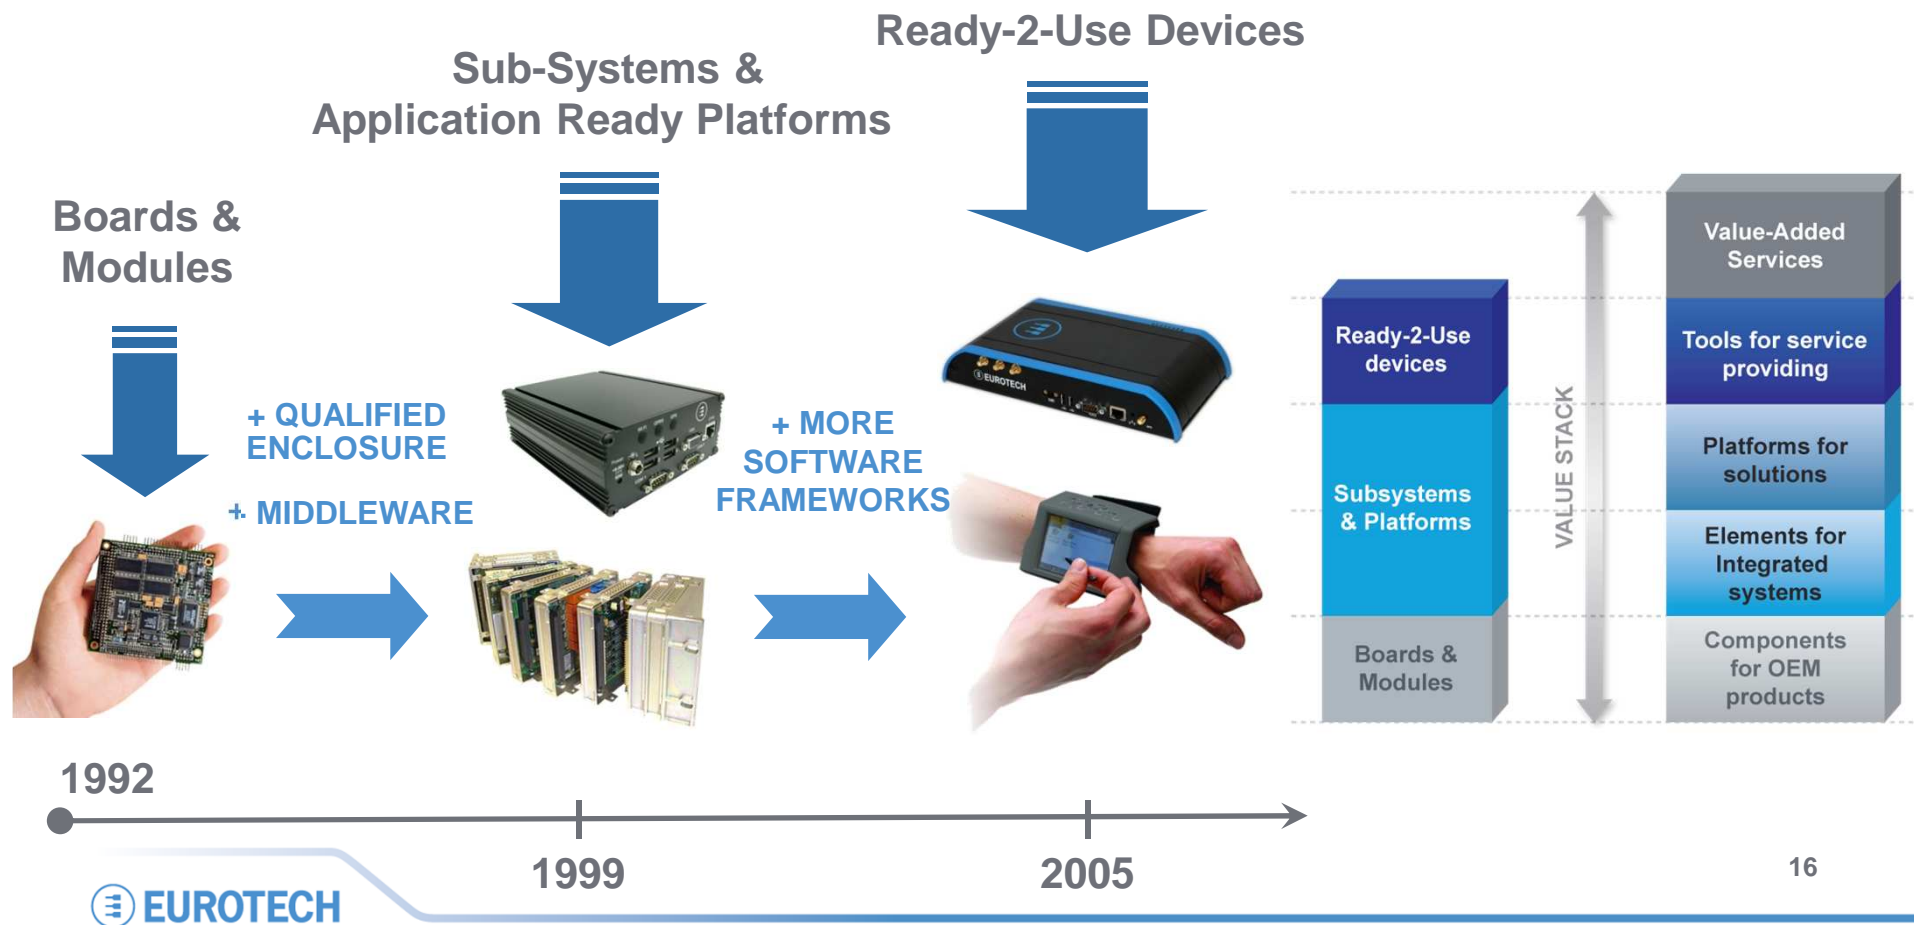 Ready-2-Use Devices
Sub-Systems &
Application Ready Platforms
Boards &
Modules
+ QUALIFIED
ENCLOSURE
+ MIDDLEWARE
+ MORE
SOFTWARE
FRAMEWORKS
EUROTECH
Ready-2-Use
devices
Subsystems
& Platforms
Boards &
Modules
VALUE STACK
Value-Added
Services
Tools for service
providing
Platforms for
solutions
Elements for
Integrated
systems
Components
for OEM
products
1992
1999
2005
16
EUROTECH